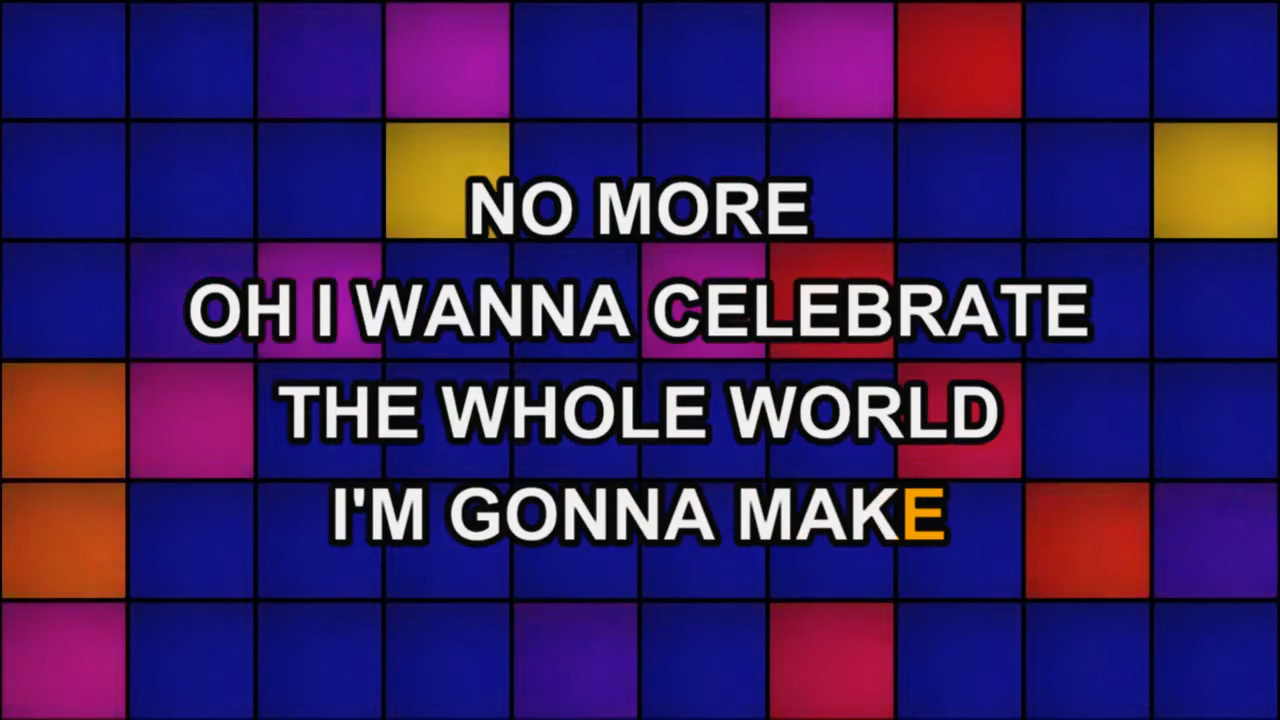 NO MORE
OH I WANNA CELEBRATE
THE WHOLE WORLD
I'M GONNA MAKE